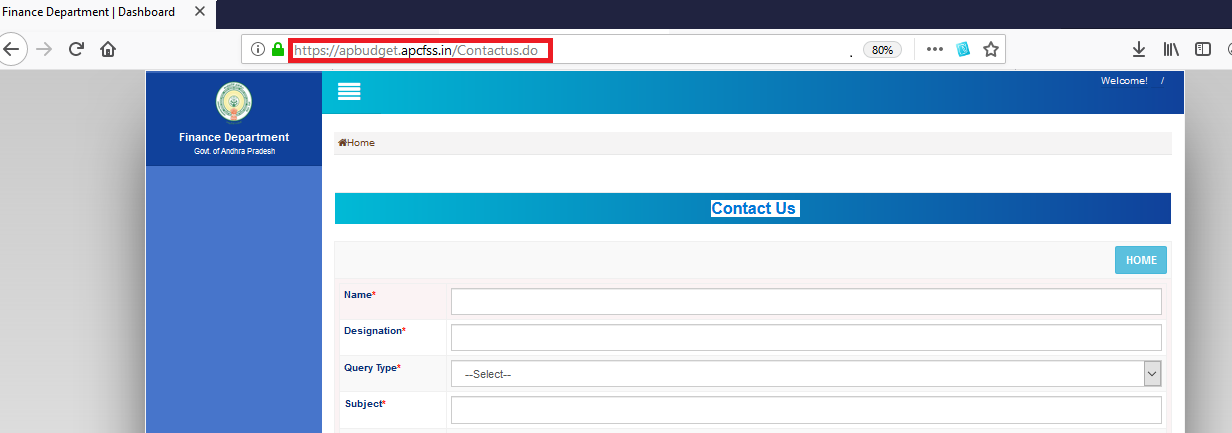 Finance Department | Dashboard
https://apbudget.apcfss.in/Contactus.do
80%
Welcome! /
Finance Department
Govt. of Andhra Pradesh
Home
Contact Us
HOME
Name*
Designation*
Query Type*
--Select--
Subject*